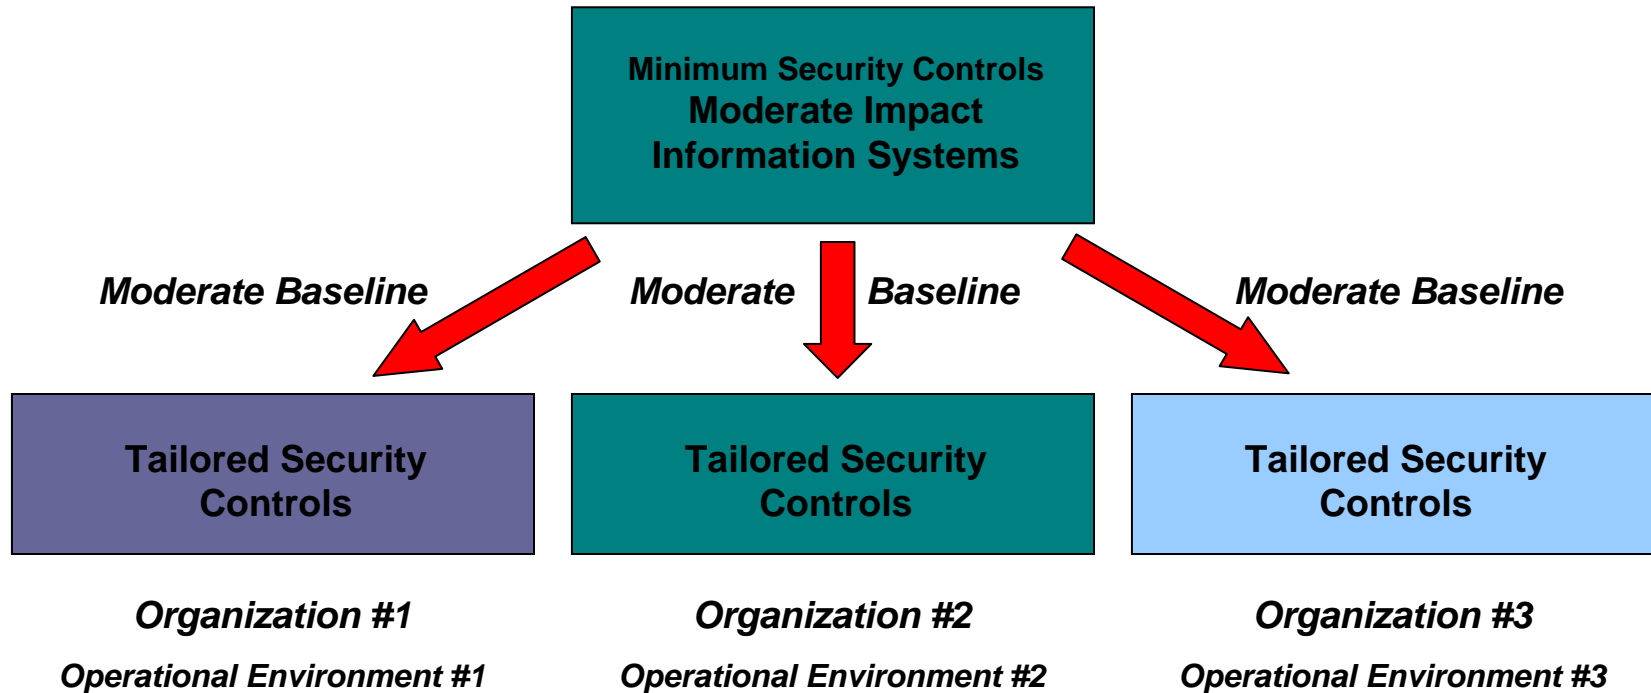 Minimum Security Controls
Moderate Impact
Information Systems
Moderate Baseline
Moderate Baseline
Moderate Baseline
Tailored Security
Controls
Tailored Security
Controls
Tailored Security
Controls
Organization #1
Organization #2
Organization #3
Operational Environment #1
Operational Environment #2
Operational Environment #3